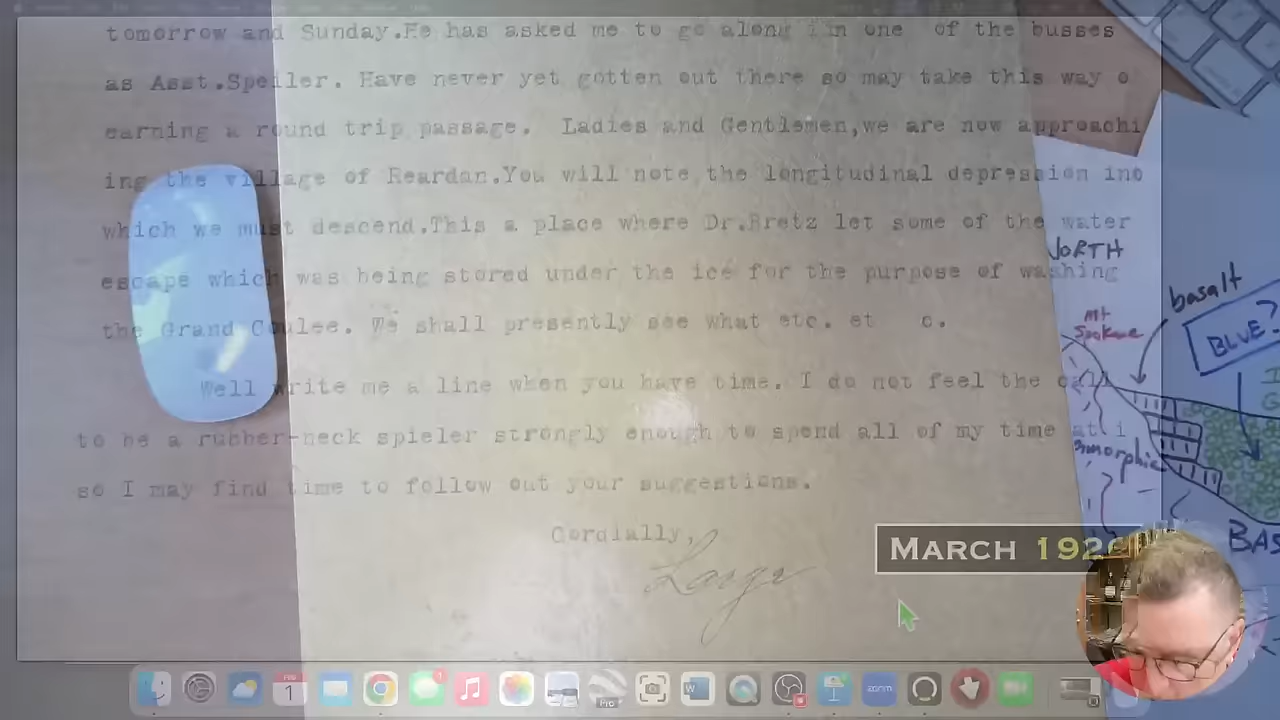 tomorrow and Sunday.He has asked me to go along in one of the busses
as Asst.Speiler. Have never yet gotten out there so may take this way o
earning a round trip passage. Ladies and Gentlemen,we are now approachi
ing the village of Reardan.You will note the longitudinal depression ino
which we must descend.This a place where Dr.Bretz let some of the water
escape which was being stored under the ice for the purpose of washing
the Grand Coulee. We shall presently see what etc. et c.
Well write me a line when you have time. I do not feel the call
to be a rubber-neck spieler strongly enough to spend all of my time at i
so I may find time to follow out your suggestions.
Cordially,
Large
MARCH 192
NORTH
basalt
Mt
Spokane
BLUE?
BAS
FEB
1
Pro
W
zoom